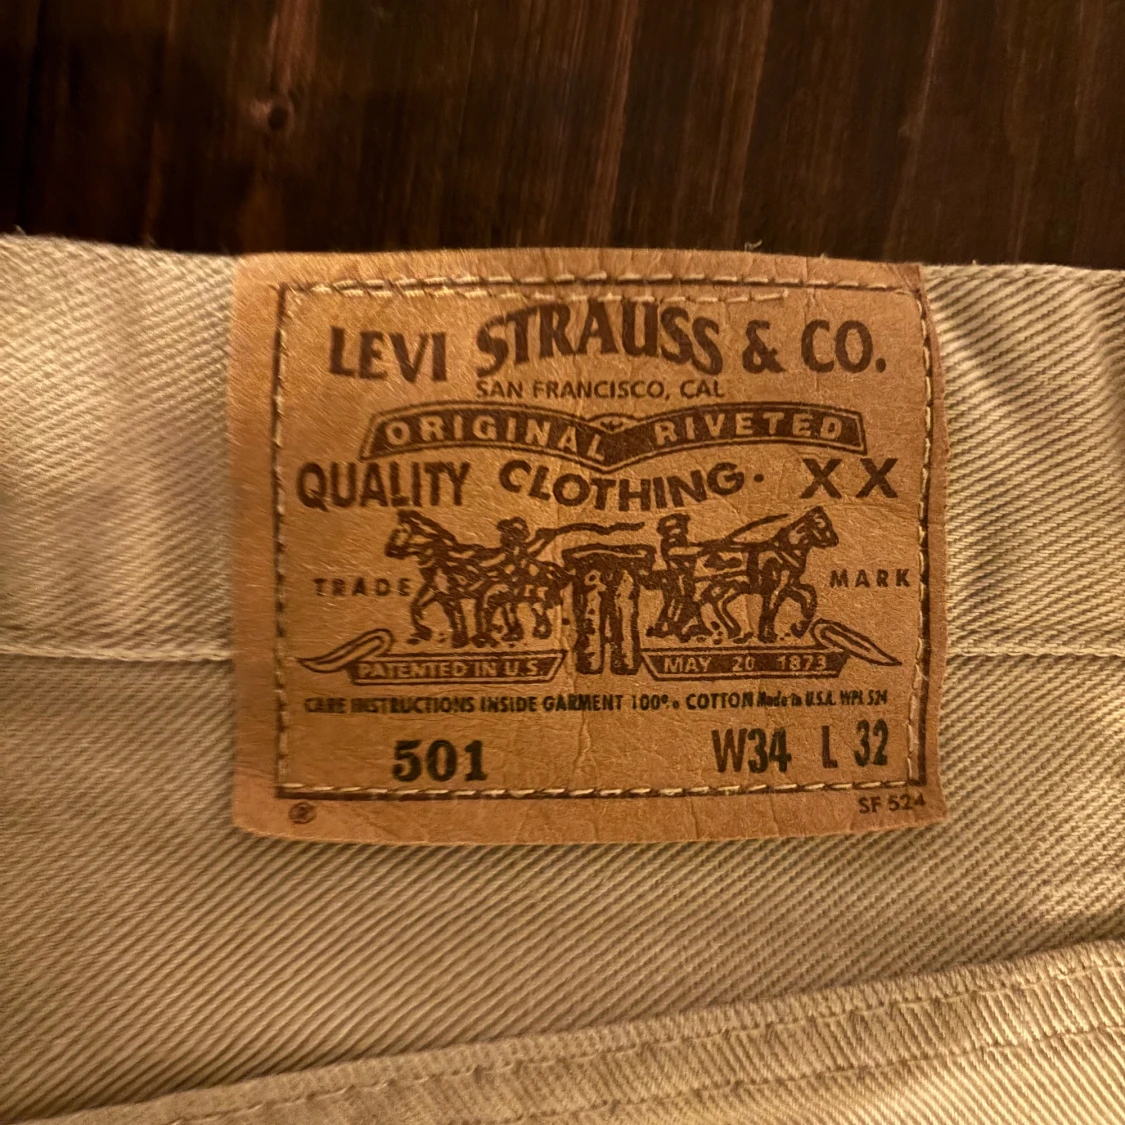 LEVI STRAUSS & CO.
SAN FRANCISCO, CAL
ORIGINAL RIVETED
QUALITY CLOTHING. XX
TRADE MARK
PATENTED IN U.S. MAY 20 1873
CARE INSTRUCTIONS INSIDE GARMENT 100% COTTON Made in U.S.A. WPL 524
501 W34 L 32
® SF 524